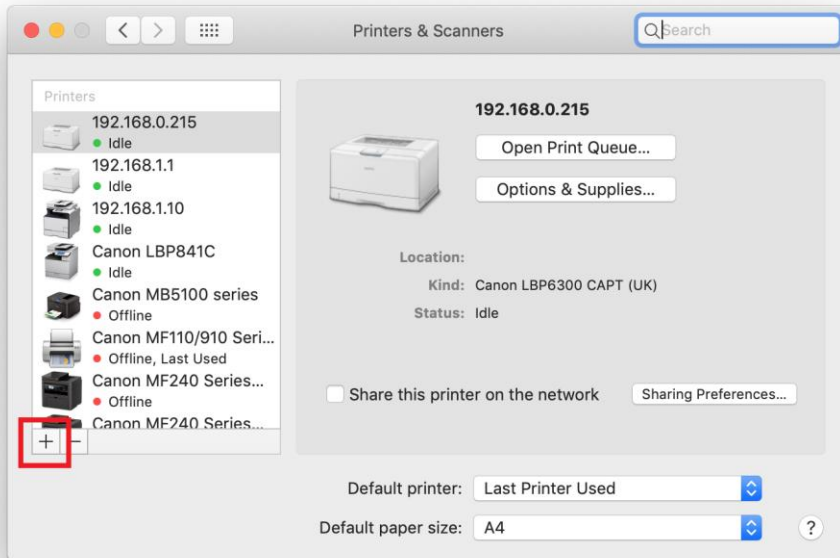 Printers & Scanners
Search
Printers
192.168.0.215
Idle
192.168.1.1
Idle
192.168.1.10
Idle
Canon LBP841C
Idle
Canon MB5100 series
Offline
Canon MF110/910 Seri...
Offline, Last Used
Canon MF240 Series...
Offline
Canon MF240 Series...
+ −
192.168.0.215
Open Print Queue...
Options & Supplies...
Location:
Kind: Canon LBP6300 CAPT (UK)
Status: Idle
Share this printer on the network
Sharing Preferences...
Default printer: Last Printer Used
Default paper size: A4
?